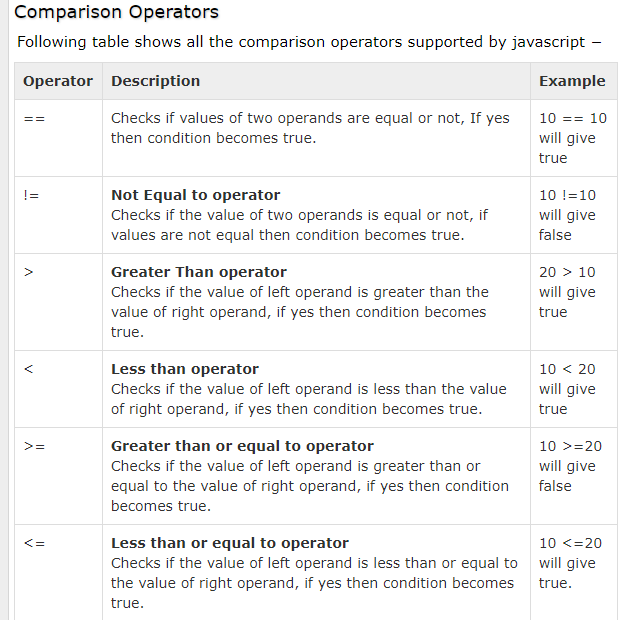 Comparison Operators
Following table shows all the comparison operators supported by javascript −
Operator Description Example
== Checks if values of two operands are equal or not, If yes 10 == 10
then condition becomes true. will give
true
!= Not Equal to operator 10 !=10
Checks if the value of two operands is equal or not, if will give
values are not equal then condition becomes true. false
> Greater Than operator 20 > 10
Checks if the value of left operand is greater than the will give
value of right operand, if yes then condition becomes true
true.
< Less than operator 10 < 20
Checks if the value of left operand is less than the value will give
of right operand, if yes then condition becomes true. true
>= Greater than or equal to operator 10 >=20
Checks if the value of left operand is greater than or will give
equal to the value of right operand, if yes then condition false
becomes true.
<= Less than or equal to operator 10 <=20
Checks if the value of left operand is less than or equal to will give
the value of right operand, if yes then condition becomes true.
true.